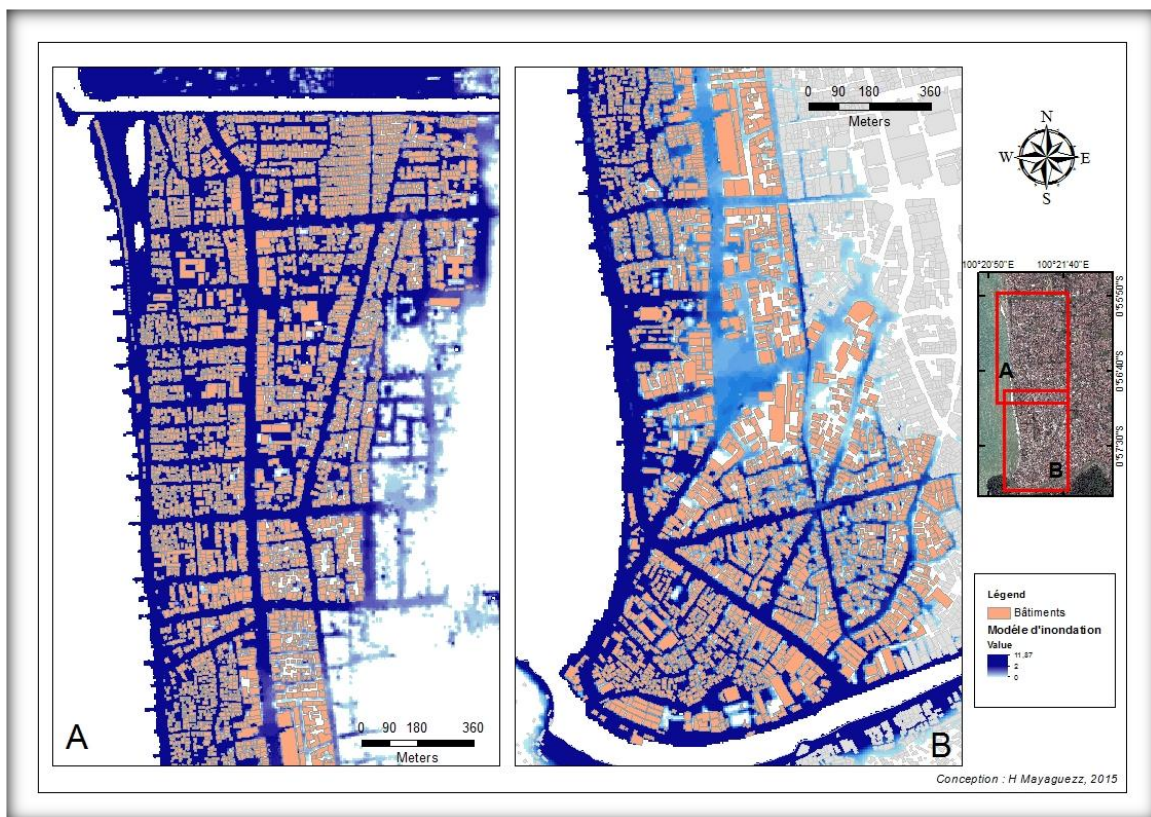 0 90 180 360
Meters
A
0 90 180 360
Meters
B
N
W E
S
100°20'50"E 100°21'40"E
0°55'50"S
0°56'40"S
0°57'30"S
A
B
Légend
Bâtiments
Modèle d'inondation
Value
11,87
2
0
Conception : H Mayaguezz, 2015